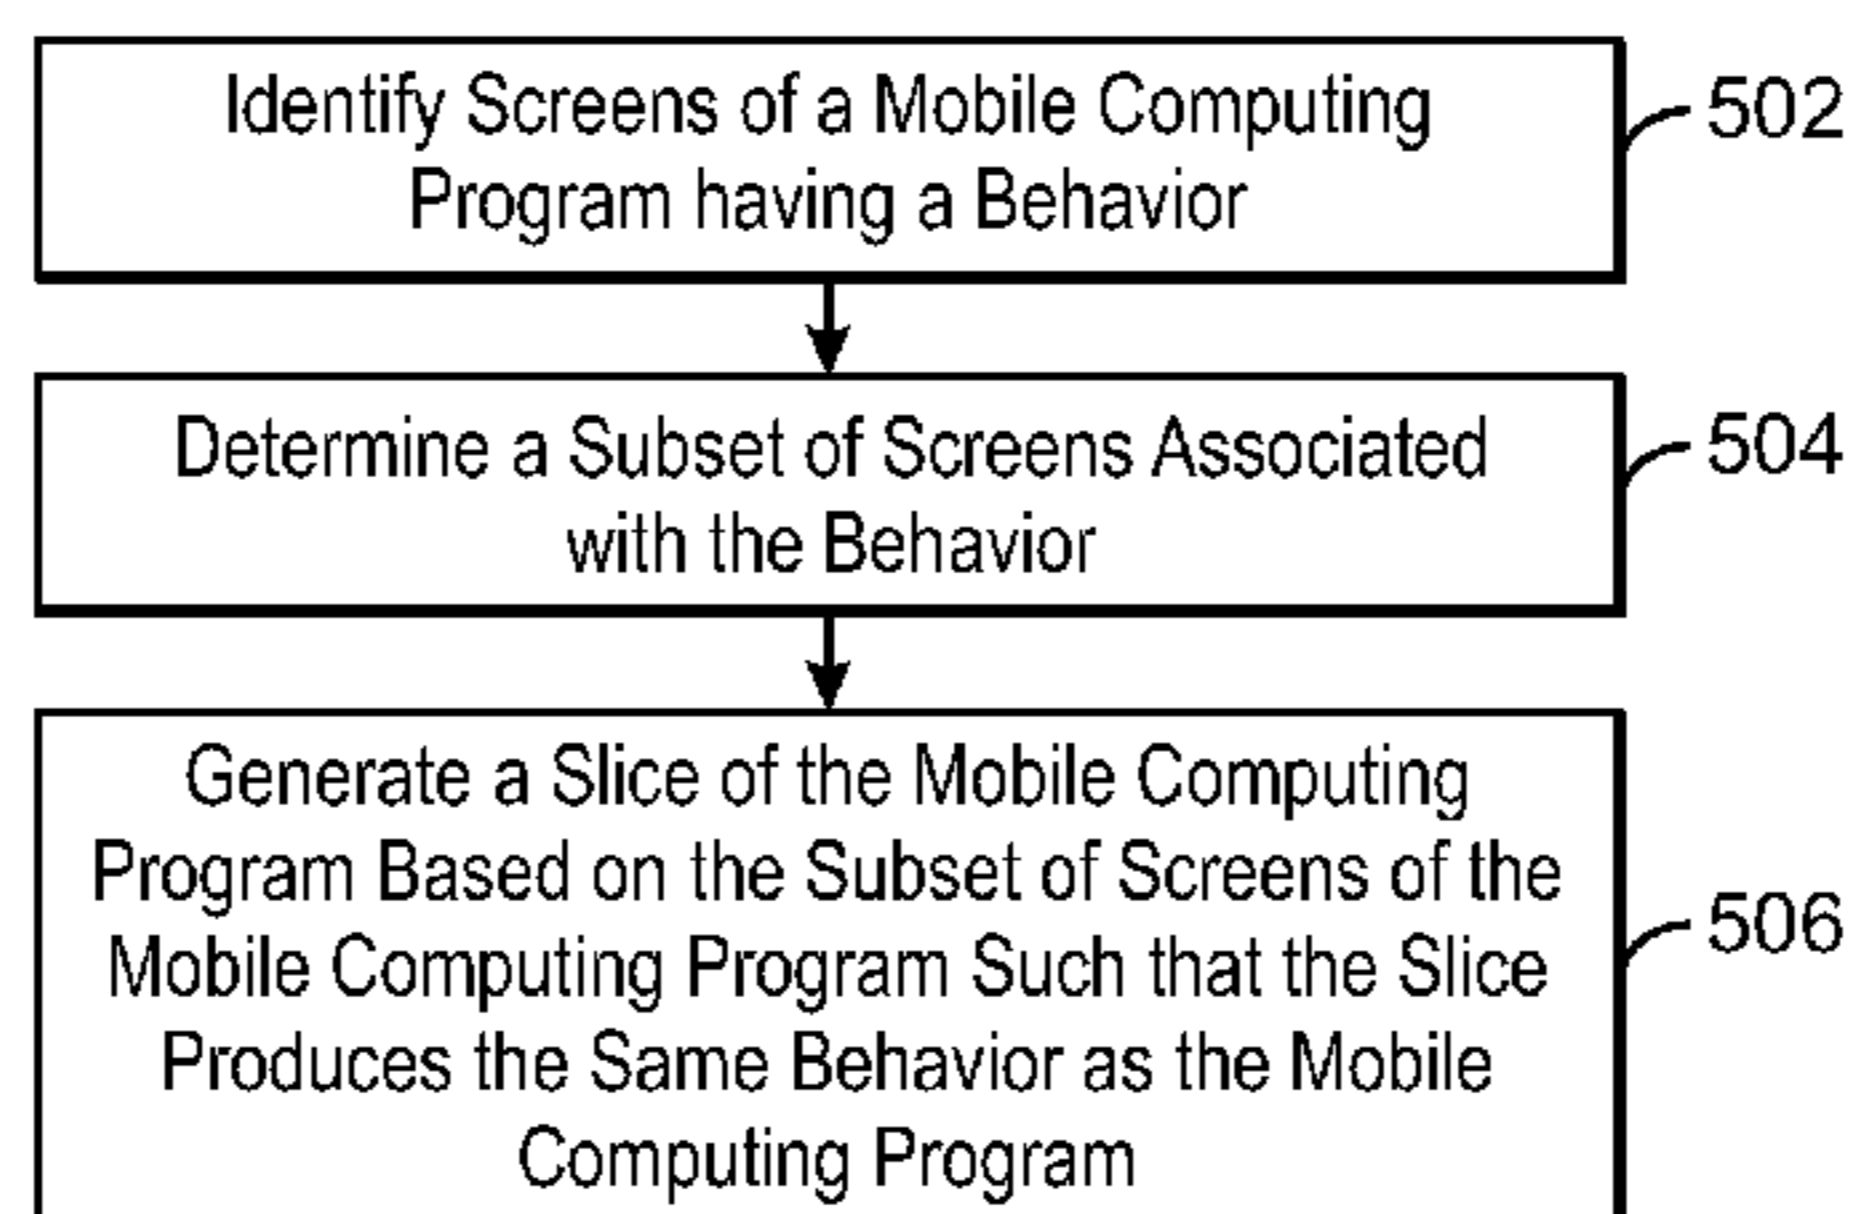 Identify Screens of a Mobile Computing
Program having a Behavior
502
Determine a Subset of Screens Associated
with the Behavior
504
Generate a Slice of the Mobile Computing
Program Based on the Subset of Screens of the
Mobile Computing Program Such that the Slice
Produces the Same Behavior as the Mobile
Computing Program
506